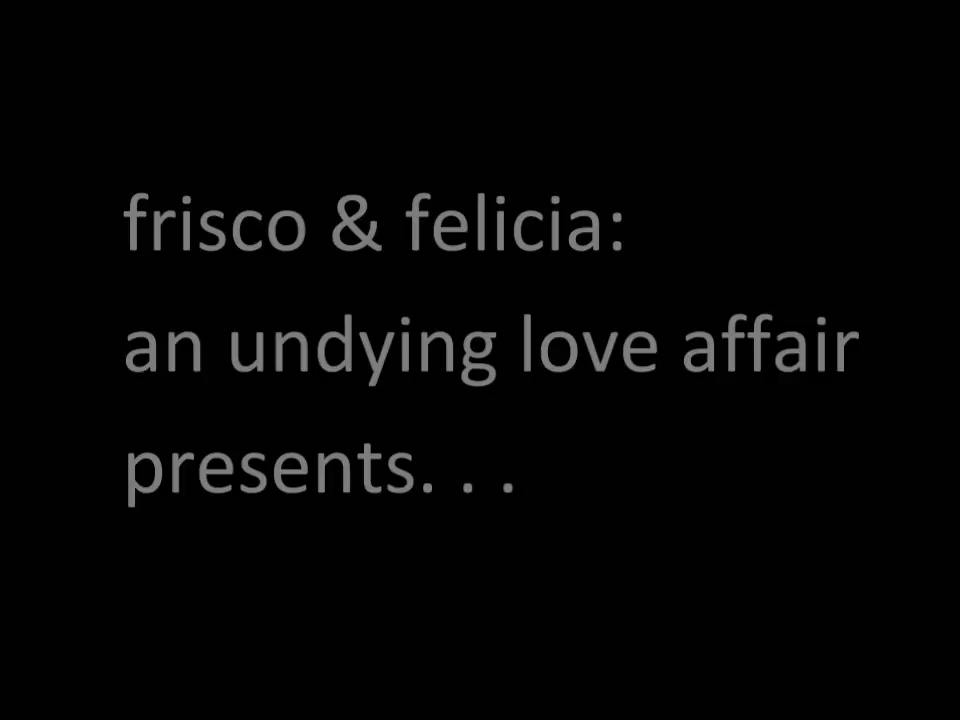 frisco & felicia:
an undying love affair
presents. . .